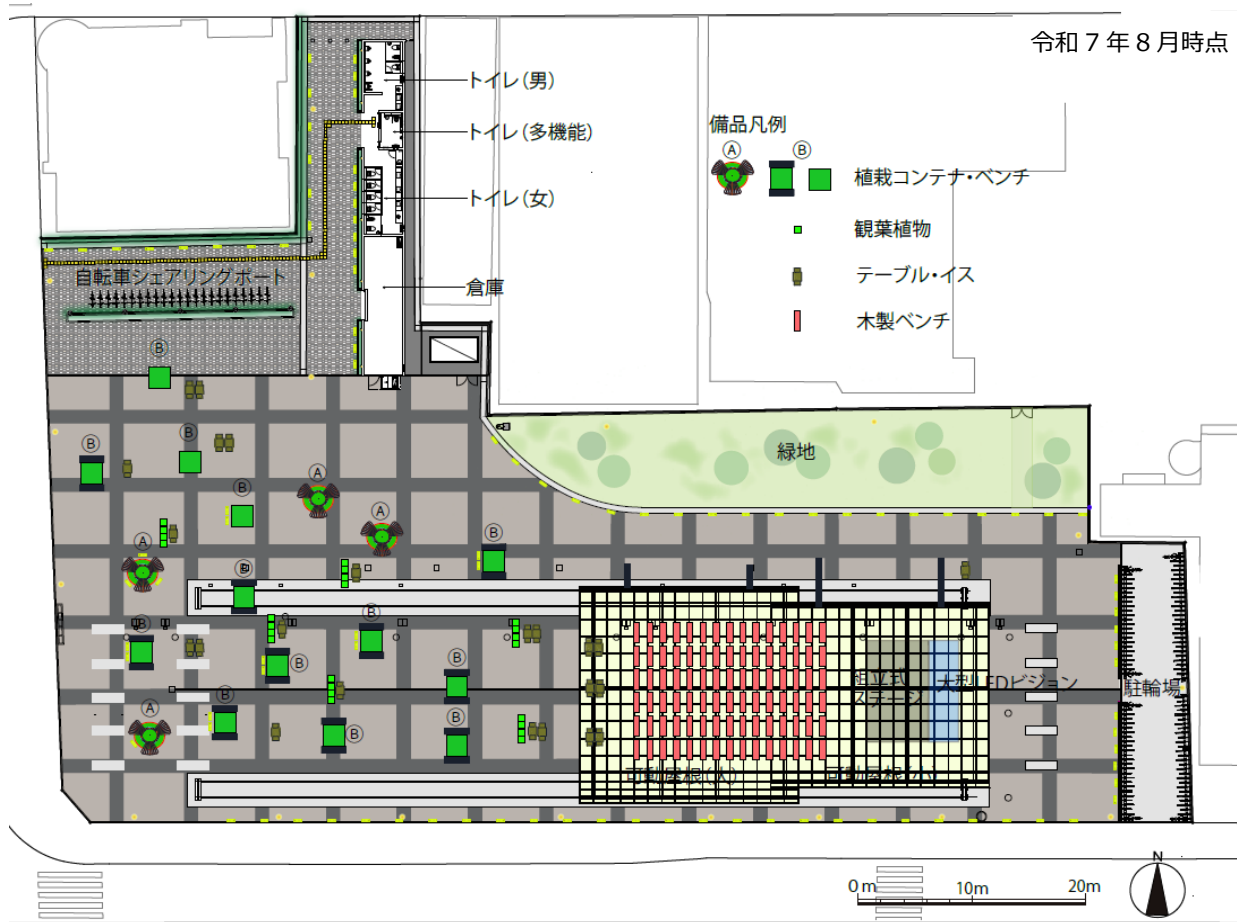 令和７年８月時点
トイレ(男)
トイレ(多機能)
トイレ(女)
倉庫
自転車シェアリングポート
備品凡例
Ⓐ Ⓑ
植栽コンテナ・ベンチ
観葉植物
テーブル・イス
木製ベンチ
緑地
Ⓑ
Ⓑ
Ⓑ
Ⓐ
Ⓑ
Ⓐ
Ⓑ
Ⓐ
Ⓑ
Ⓑ
Ⓑ
Ⓑ
Ⓑ
Ⓐ
Ⓑ
Ⓑ
Ⓑ
組立式
ステージ
大型LEDビジョン
駐輪場
可動屋根(大)
可動屋根(小)
0 m
10m
20m
N